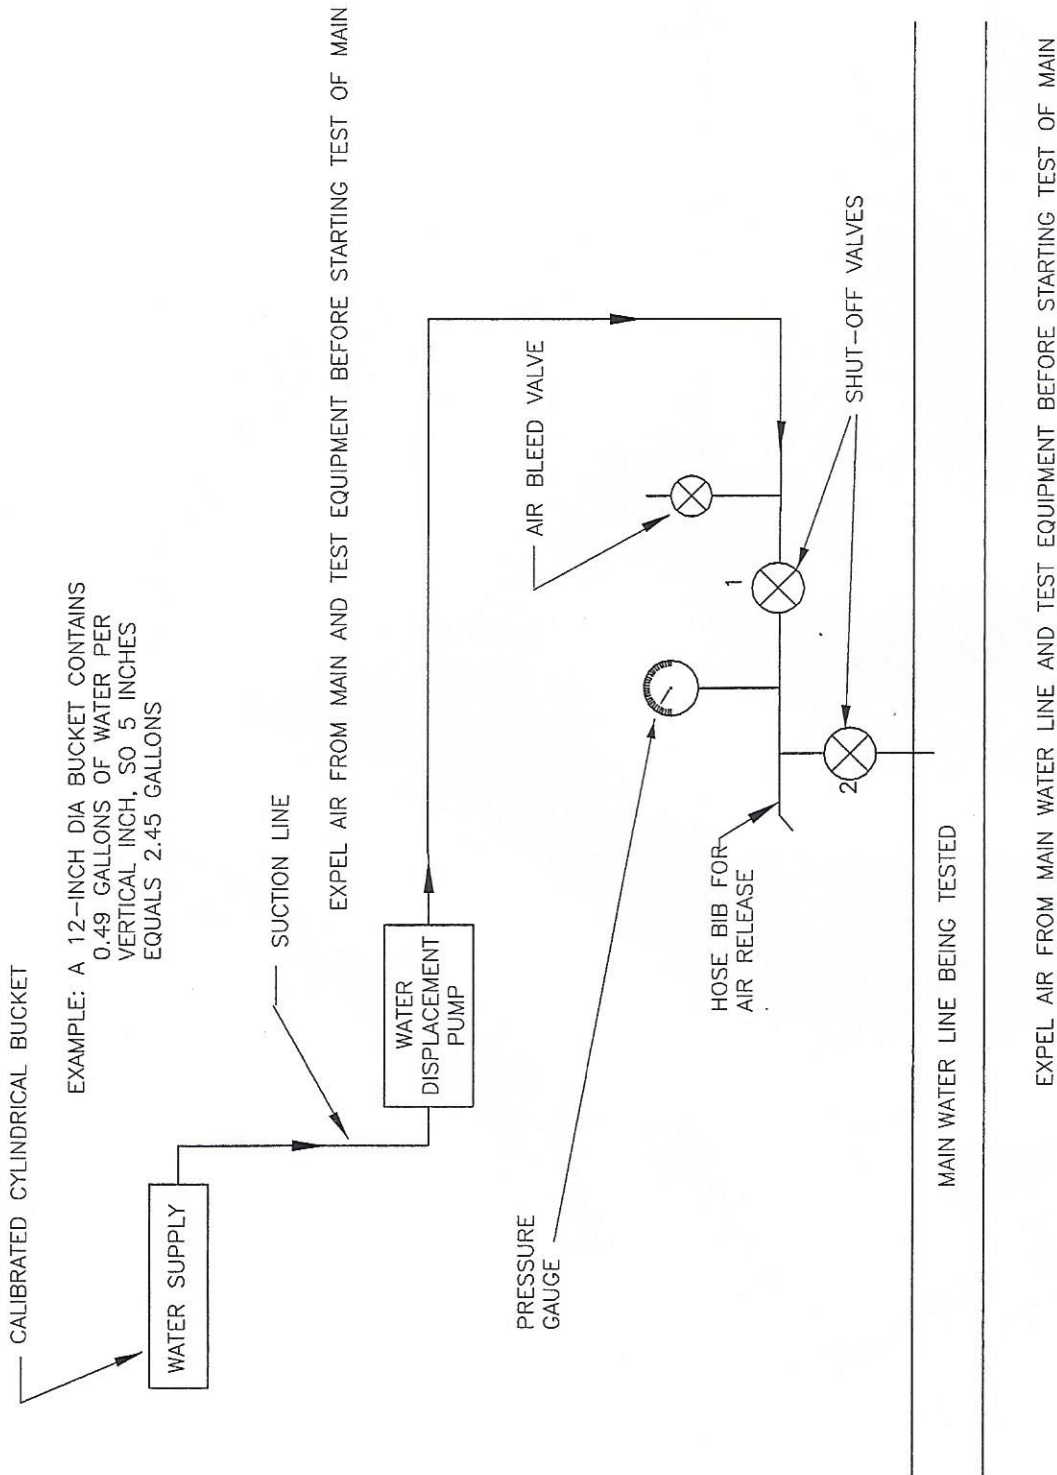 CALIBRATED CYLINDRICAL BUCKET
EXAMPLE: A 12-INCH DIA BUCKET CONTAINS
0.49 GALLONS OF WATER PER
VERTICAL INCH, SO 5 INCHES
EQUALS 2.45 GALLONS
WATER SUPPLY
SUCTION LINE
EXPEL AIR FROM MAIN AND TEST EQUIPMENT BEFORE STARTING TEST OF MAIN
WATER
DISPLACEMENT
PUMP
AIR BLEED VALVE
PRESSURE
GAUGE
1
HOSE BIB FOR
AIR RELEASE
2
SHUT-OFF VALVES
MAIN WATER LINE BEING TESTED
EXPEL AIR FROM MAIN WATER LINE AND TEST EQUIPMENT BEFORE STARTING TEST OF MAIN